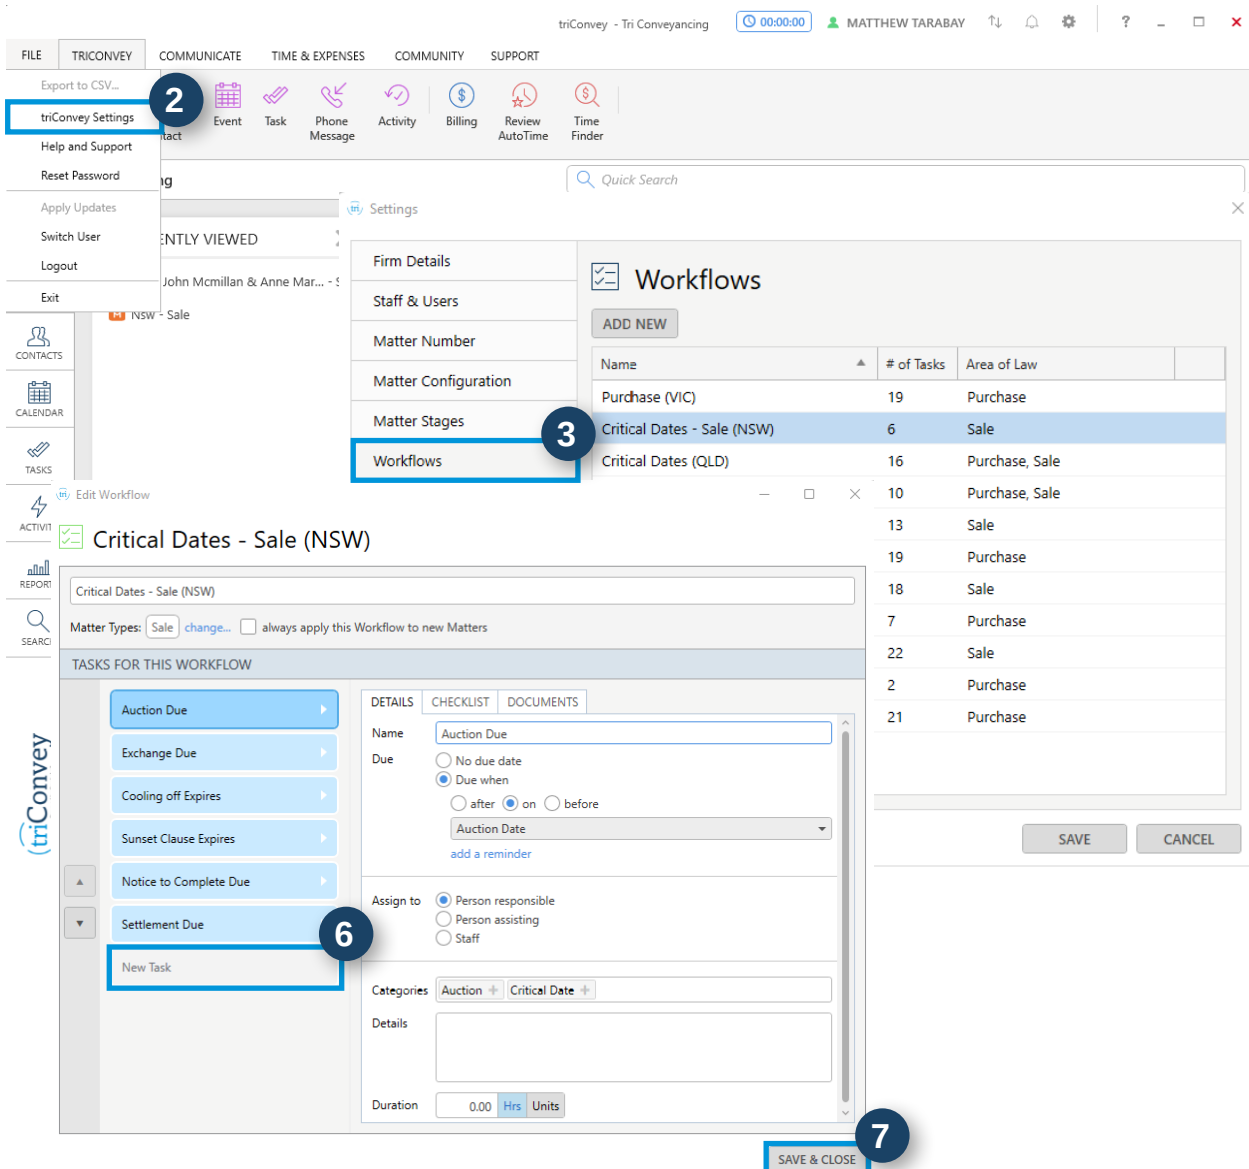 triConvey - Tri Conveyancing
00:00:00
MATTHEW TARABAY
?
FILE TRICONVEY COMMUNICATE TIME & EXPENSES COMMUNITY SUPPORT
Export to CSV...
triConvey Settings
Help and Support
Reset Password
Apply Updates
Switch User
Logout
Exit
2
tact
Event
Task
Phone Message
Activity
Billing
Review AutoTime
Time Finder
ng
Quick Search
ENTLY VIEWED
John Mcmillan & Anne Mar... - S
M Nsw - Sale
CONTACTS
CALENDAR
TASKS
ACTIVIT
REPORT
SEARC
triConvey
tri Settings
Firm Details
Staff & Users
Matter Number
Matter Configuration
Matter Stages
Workflows
3
Workflows
ADD NEW
Name # of Tasks Area of Law
Purchase (VIC) 19 Purchase
Critical Dates - Sale (NSW) 6 Sale
Critical Dates (QLD) 16 Purchase, Sale
10 Purchase, Sale
13 Sale
19 Purchase
18 Sale
7 Purchase
22 Sale
2 Purchase
21 Purchase
SAVE CANCEL
tri Edit Workflow
Critical Dates - Sale (NSW)
Critical Dates - Sale (NSW)
Matter Types: Sale change... always apply this Workflow to new Matters
TASKS FOR THIS WORKFLOW
Auction Due
Exchange Due
Cooling off Expires
Sunset Clause Expires
Notice to Complete Due
Settlement Due
New Task
6
DETAILS CHECKLIST DOCUMENTS
Name Auction Due
Due No due date
Due when
after on before
Auction Date
add a reminder
Assign to Person responsible
Person assisting
Staff
Categories Auction + Critical Date +
Details
Duration 0.00 Hrs Units
7
SAVE & CLOSE